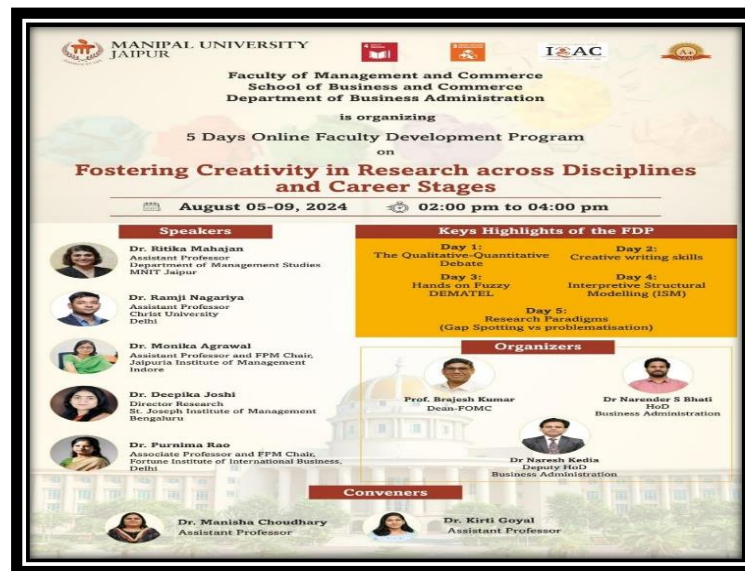 MANIPAL UNIVERSITY
JAIPUR
A+
Faculty of Management and Commerce
School of Business and Commerce
Department of Business Administration
is organizing
5 Days Online Faculty Development Program
on
Fostering Creativity in Research across Disciplines
and Career Stages
August 05-09, 2024
02:00 pm to 04:00 pm
Speakers
Dr. Ritika Mahajan
Assistant Professor
Department of Management Studies
MNIT Jaipur
Dr. Ramji Nagariya
Assistant Professor
Christ University
Delhi
Dr. Monika Agrawal
Assistant Professor and FPM Chair,
Jaipuria Institute of Management
Indore
Dr. Deepika Joshi
Director Research
St. Joseph Institute of Management
Bengaluru
Dr. Purnima Rao
Associate Professor and FPM Chair,
Fortune Institute of International Business,
Delhi
Keys Highlights of the FDP
Day 1:
The Qualitative-Quantitative
Debate
Day 2:
Creative writing skills
Day 3:
Hands on Fuzzy
DEMATEL
Day 4:
Interpretive Structural
Modelling (ISM)
Day 5:
Research Paradigms
(Gap Spotting vs problematisation)
Organizers
Prof. Brajesh Kumar
Dean-FOMC
Dr Narender S Bhati
HoD
Business Administration
Dr Naresh Kedia
Deputy HoD
Business Administration
Conveners
Dr. Manisha Choudhary
Assistant Professor
Dr. Kirti Goyal
Assistant Professor